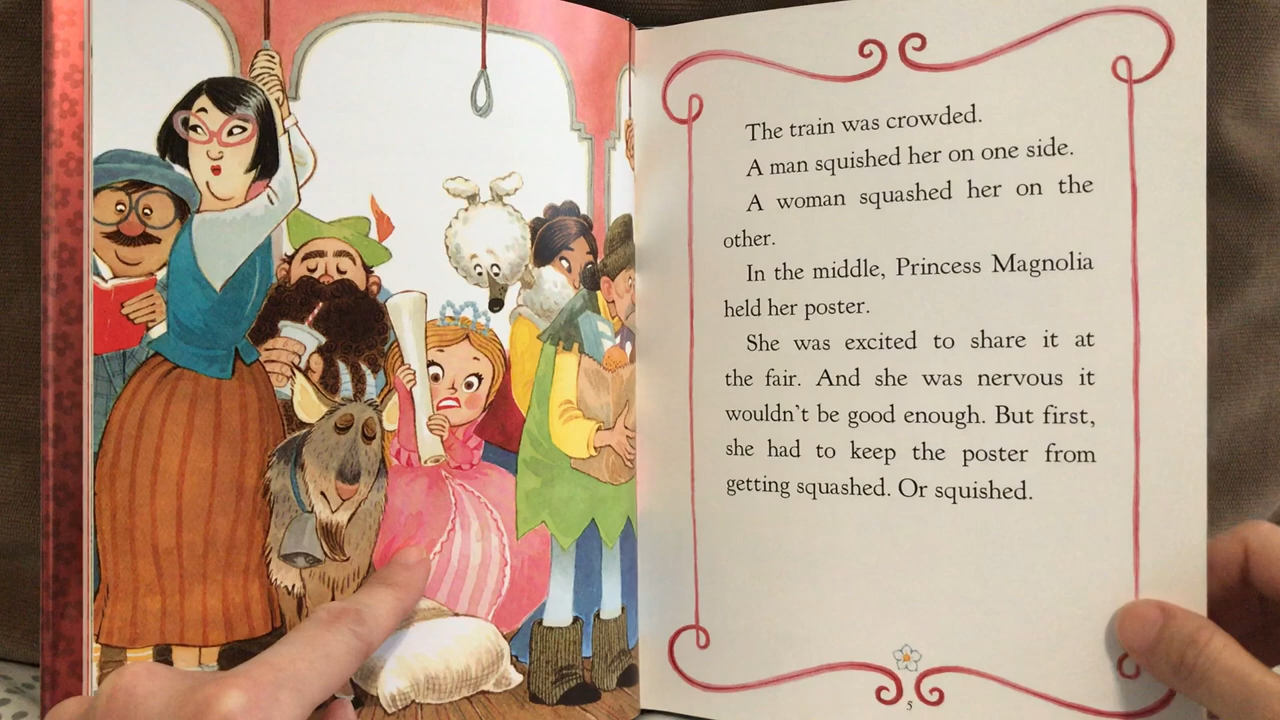 The train was crowded.
A man squished her on one side.
A woman squashed her on the
other.
In the middle, Princess Magnolia
held her poster.
She was excited to share it at
the fair. And she was nervous it
wouldn't be good enough. But first,
she had to keep the poster from
getting squashed. Or squished.
5